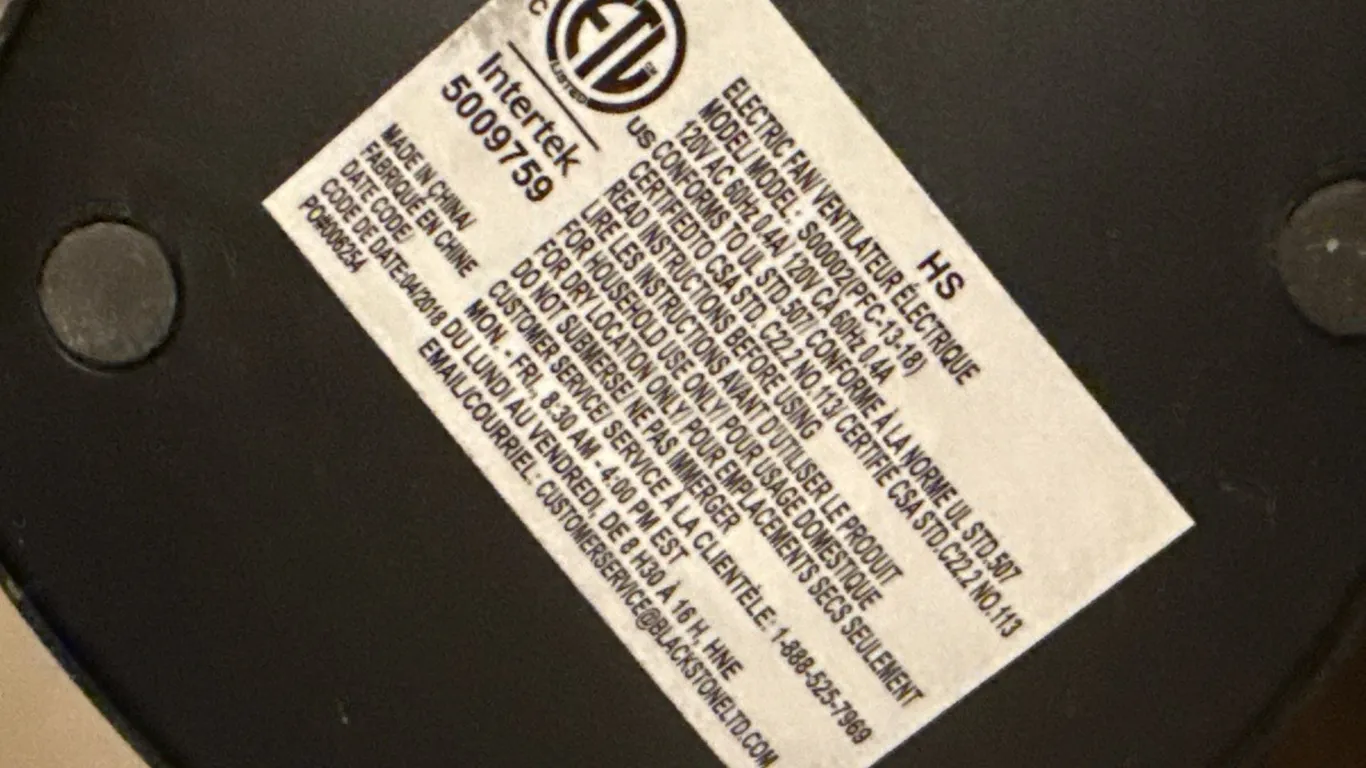 HS
ELECTRIC FAN/ VENTILATEUR ÉLECTRIQUE
MODEL/ MODEL : S00002(PFC-13-18)
120V AC 60Hz 0.4A/ 120V CA 60Hz 0.4A
CONFORMS TO UL STD.507/ CONFORME À LA NORME UL STD.507
CERTIFIEDTO CSA STD. C22.2 NO.113/ CERTIFIÉ CSA STD.C22.2 NO.113
READ INSTRUCTIONS BEFORE USING
LIRE LES INSTRUCTIONS AVANT D'UTILISER LE PRODUIT
FOR HOUSEHOLD USE ONLY/ POUR USAGE DOMESTIQUE
FOR DRY LOCATION ONLY/ POUR EMPLACEMENTS SECS SEULEMENT
DO NOT SUBMERSE/ NE PAS IMMERGER
CUSTOMER SERVICE/ SERVICE À LA CLIENTÈLE: 1-888-525-7969
MON. - FRI, 8:30 AM - 4:00 PM EST
DU LUNDI AU VENDREDI, DE 8 H30 À 16 H, HNE
EMAIL/COURRIEL: CUSTOMERSERVICE@BLACKSTONELTD.COM
C ETL US
LISTED
Intertek
5009759
MADE IN CHINA/
FABRIQUÉ EN CHINE
DATE CODE/
CODE DE DATE:04/2018
PO#006254